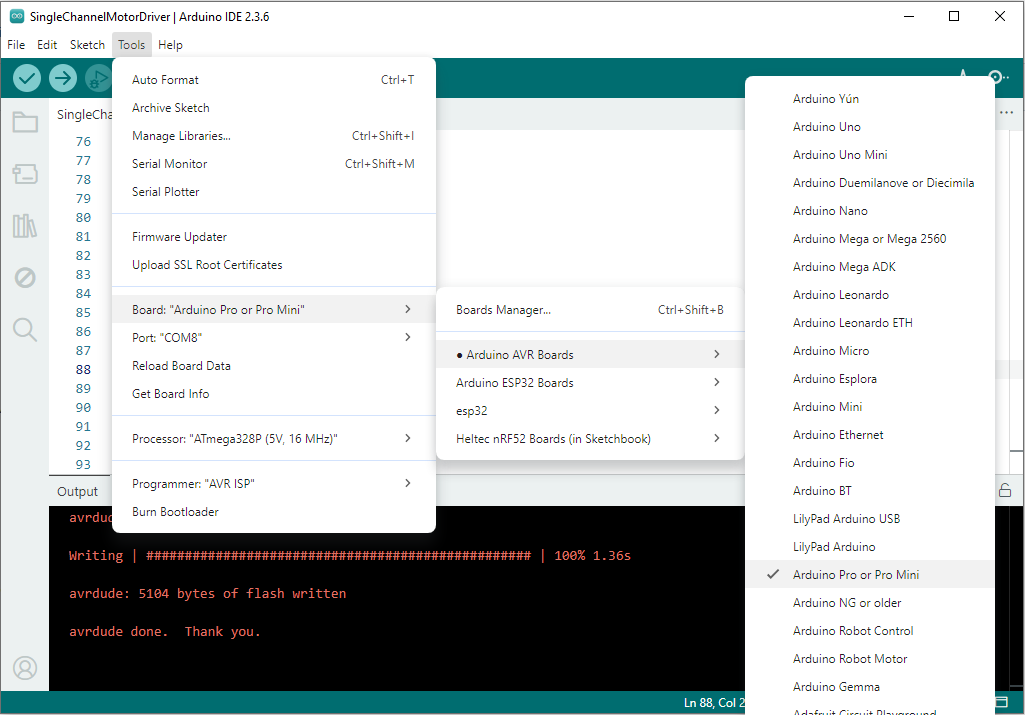 SingleChannelMotorDriver | Arduino IDE 2.3.6
File Edit Sketch Tools Help
SingleCha
76
77
78
79
80
81
82
83
84
85
86
87
88
89
90
91
92
93
Auto Format Ctrl+T
Archive Sketch
Manage Libraries... Ctrl+Shift+I
Serial Monitor Ctrl+Shift+M
Serial Plotter
Firmware Updater
Upload SSL Root Certificates
Board: "Arduino Pro or Pro Mini"
Port: "COM8"
Reload Board Data
Get Board Info
Processor: "ATmega328P (5V, 16 MHz)"
Programmer: "AVR ISP"
Burn Bootloader
Boards Manager... Ctrl+Shift+B
● Arduino AVR Boards
Arduino ESP32 Boards
esp32
Heltec nRF52 Boards (in Sketchbook)
Arduino Yún
Arduino Uno
Arduino Uno Mini
Arduino Duemilanove or Diecimila
Arduino Nano
Arduino Mega or Mega 2560
Arduino Mega ADK
Arduino Leonardo
Arduino Leonardo ETH
Arduino Micro
Arduino Esplora
Arduino Mini
Arduino Ethernet
Arduino Fio
Arduino BT
LilyPad Arduino USB
LilyPad Arduino
✓ Arduino Pro or Pro Mini
Arduino NG or older
Arduino Robot Control
Arduino Robot Motor
Arduino Gemma
Adafruit Circuit Playground
Output
avrdu
Writing | ################################################## | 100% 1.36s
avrdude: 5104 bytes of flash written
avrdude done.  Thank you.
Ln 88, Col 2